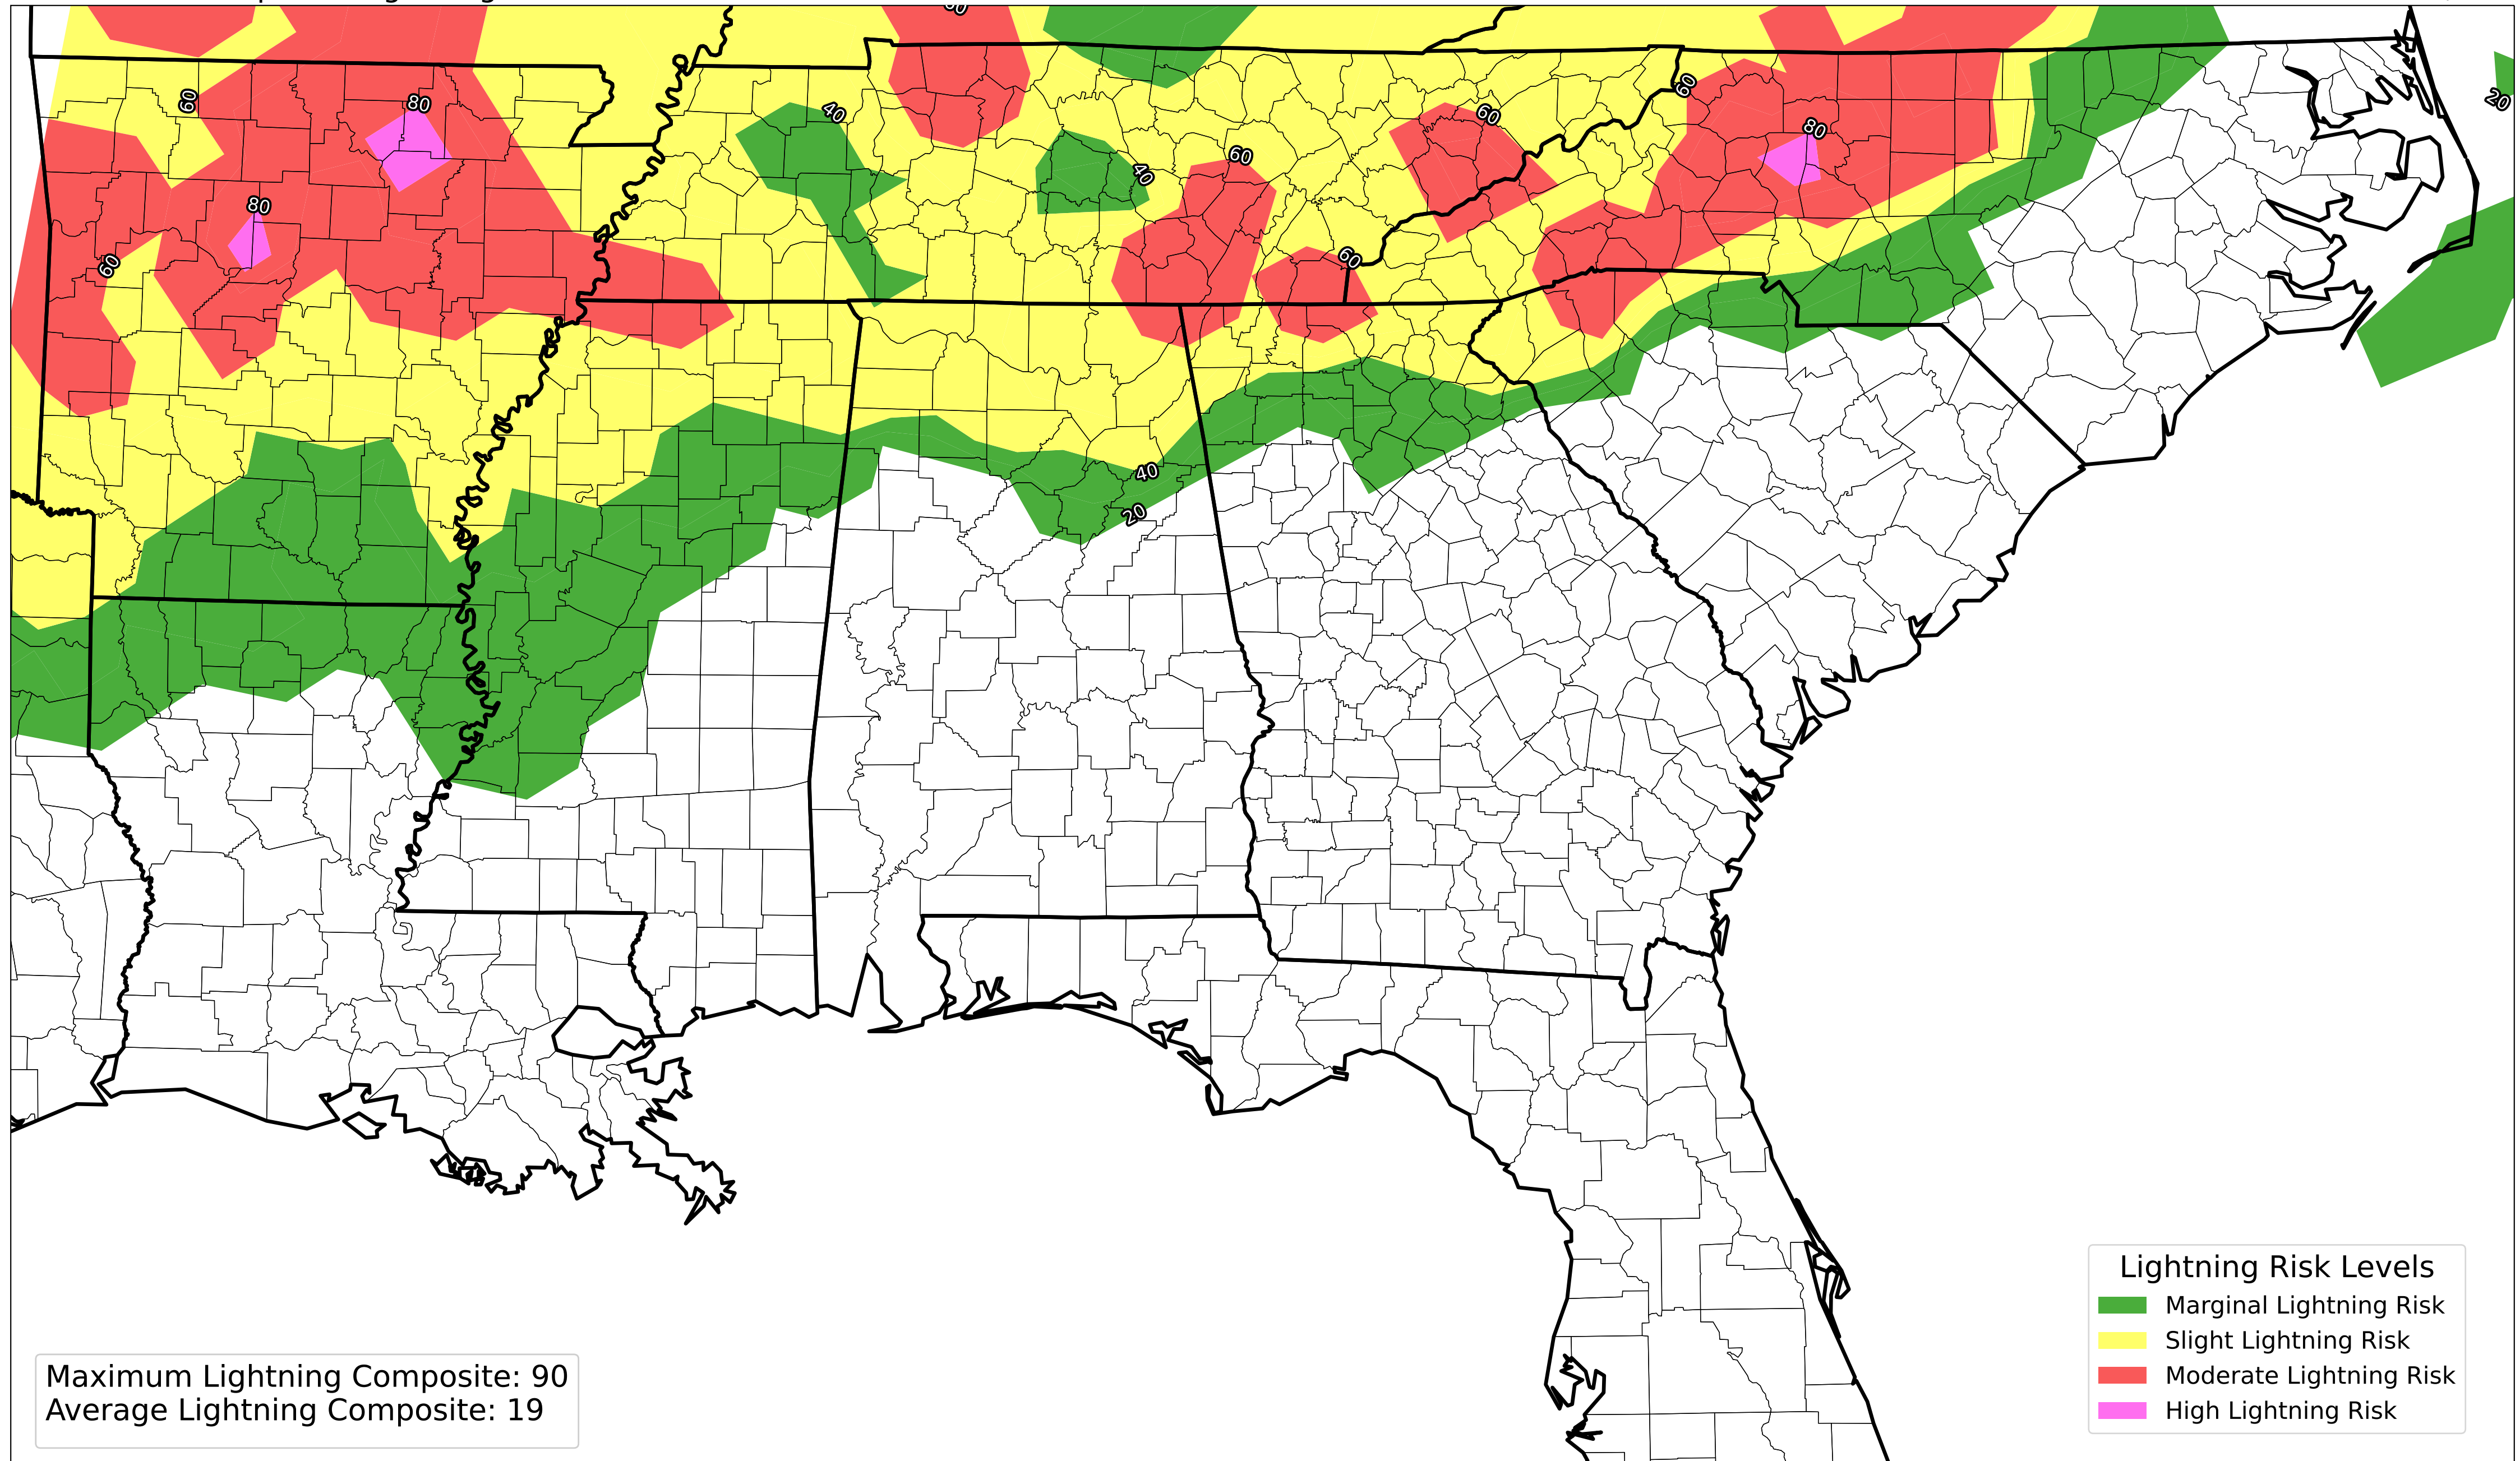 60
60
80
40
60
60
80
40
60
20
80
60
60
40
20
Lightning Risk Levels
Marginal Lightning Risk
Slight Lightning Risk
Moderate Lightning Risk
High Lightning Risk
Maximum Lightning Composite: 90
Average Lightning Composite: 19